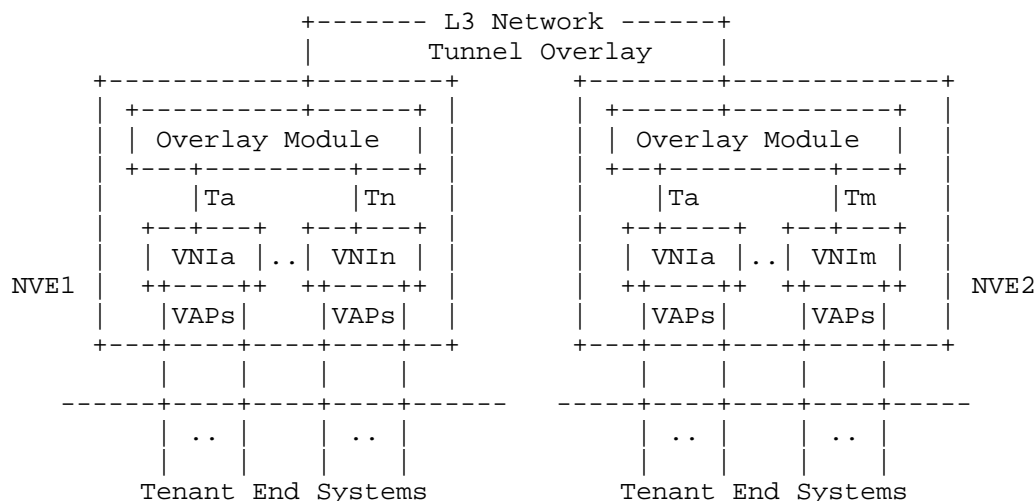 L3 Network
Tunnel Overlay
Overlay Module Overlay Module
Ta Tn Ta Tm
VNIa .. VNIn VNIa .. VNIm
NVE1 NVE2
VAPs VAPs VAPs VAPs
.. .. .. ..
Tenant End Systems Tenant End Systems